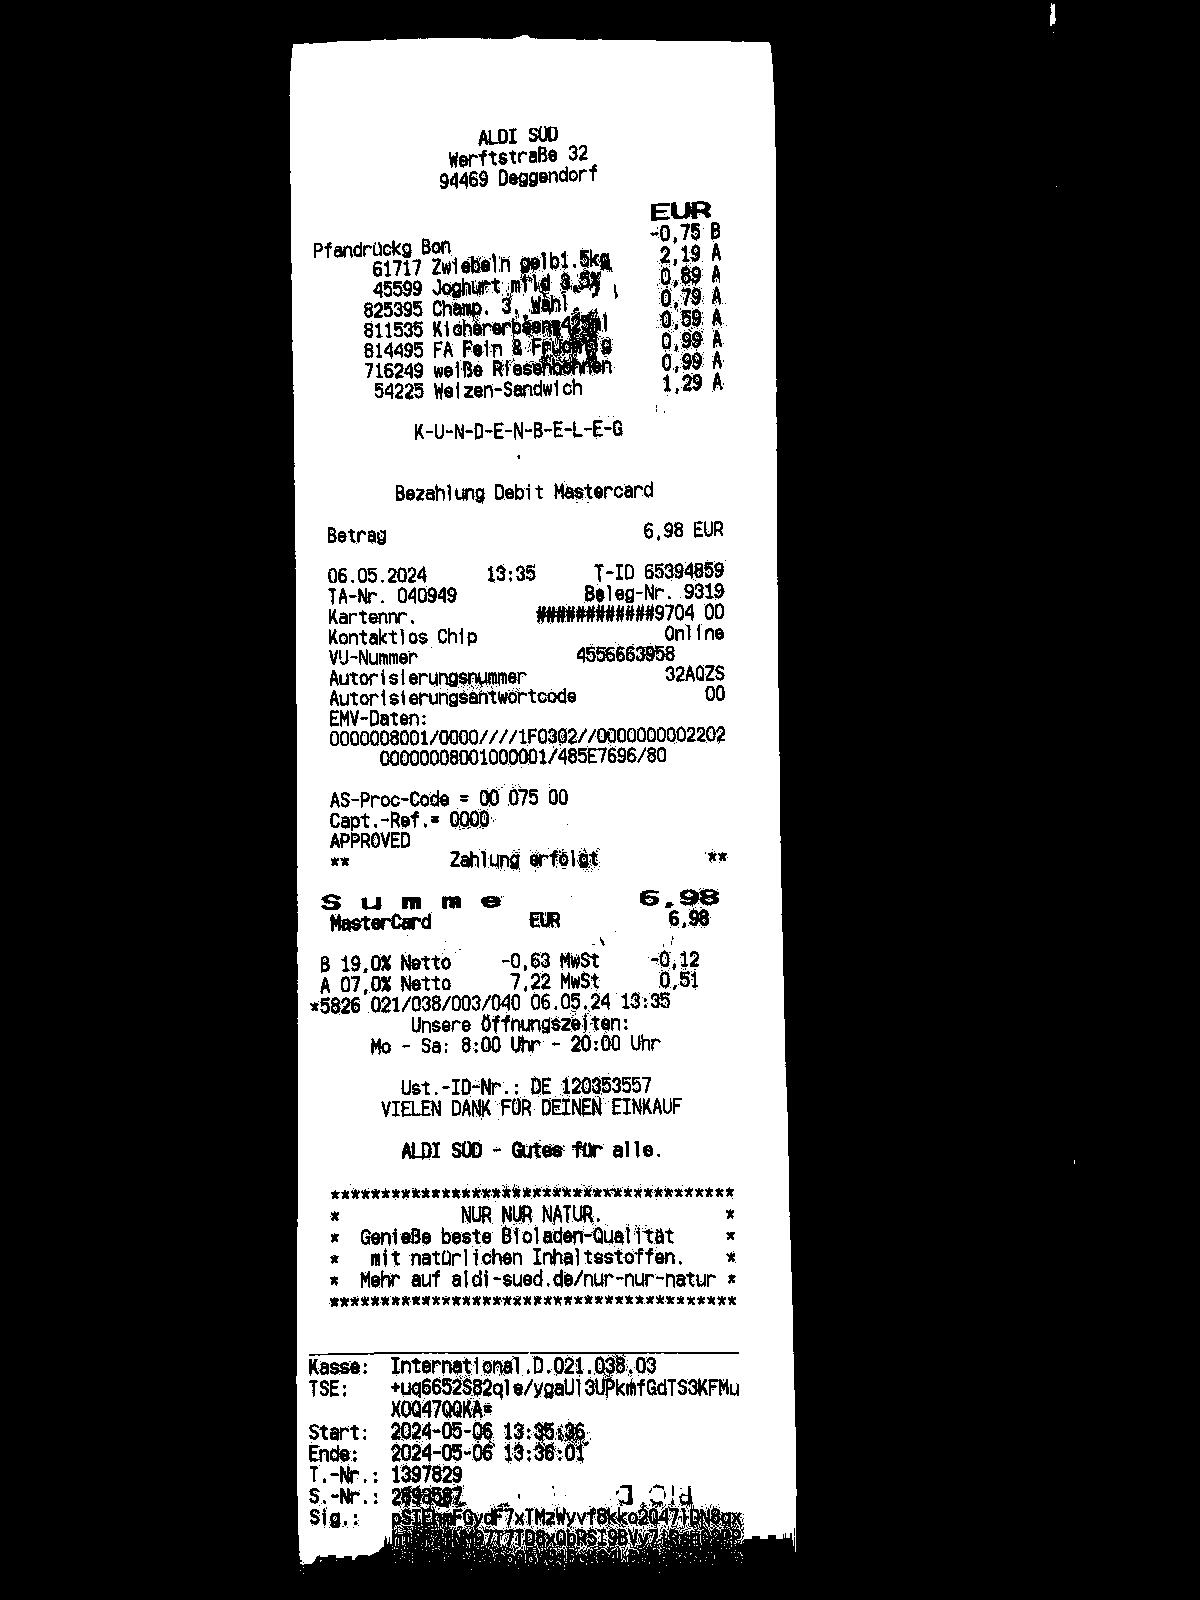 ALDI SÜD
Werftstraße 32
94469 Deggendorf
EUR
Pfandrückg Bon -0,75 B
61717 Zwiebeln gelb1.5kg 2,19 A
45599 Joghurt mild 3,5% 0,89 A
825395 Champ. 3. Wahl 0,79 A
811535 Kichererbsen 0,59 A
814495 FA Fein & 0,99 A
716249 weiße Riesenbohnen 0,99 A
54225 Weizen-Sandwich 1,29 A
K-U-N-D-E-N-B-E-L-E-G
Bezahlung Debit Mastercard
Betrag 6,98 EUR
06.05.2024 13:35 T-ID 65394859
TA-Nr. 040949 Beleg-Nr. 9319
Kartennr. ############9704 00
Kontaktlos Chip Online
VU-Nummer 4556663958
Autorisierungsnummer 32AQZS
Autorisierungsantwortcode 00
EMV-Daten:
0000008001/0000////1F0302//0000000002202
00000008001000001/485E7696/80
AS-Proc-Code = 00 075 00
Capt.-Ref.= 0000
APPROVED
** Zahlung erfolgt **
Summe 6,98
MasterCard EUR 6,98
B 19,0% Netto -0,63 MwSt -0,12
A 07,0% Netto 7,22 MwSt 0,51
*5826 021/038/003/040 06.05.24 13:35
Unsere Öffnungszeiten:
Mo - Sa: 8:00 Uhr - 20:00 Uhr
Ust.-ID-Nr.: DE 120353557
VIELEN DANK FÜR DEINEN EINKAUF
ALDI SÜD - Gutes für alle.
****************************************
* NUR NUR NATUR. *
* Genieße beste Bioladen-Qualität *
* mit natürlichen Inhaltsstoffen. *
* Mehr auf aldi-sued.de/nur-nur-natur *
****************************************
Kasse: International.D.021.038.03
TSE: +uq6652S82qle/ygaUl3UPkmfGdTS3KFMu
XOQ47QQKA=
Start: 2024-05-06 13:35:36
Ende: 2024-05-06 13:36:01
T.-Nr.: 1397829
S.-Nr.:
Sig.: